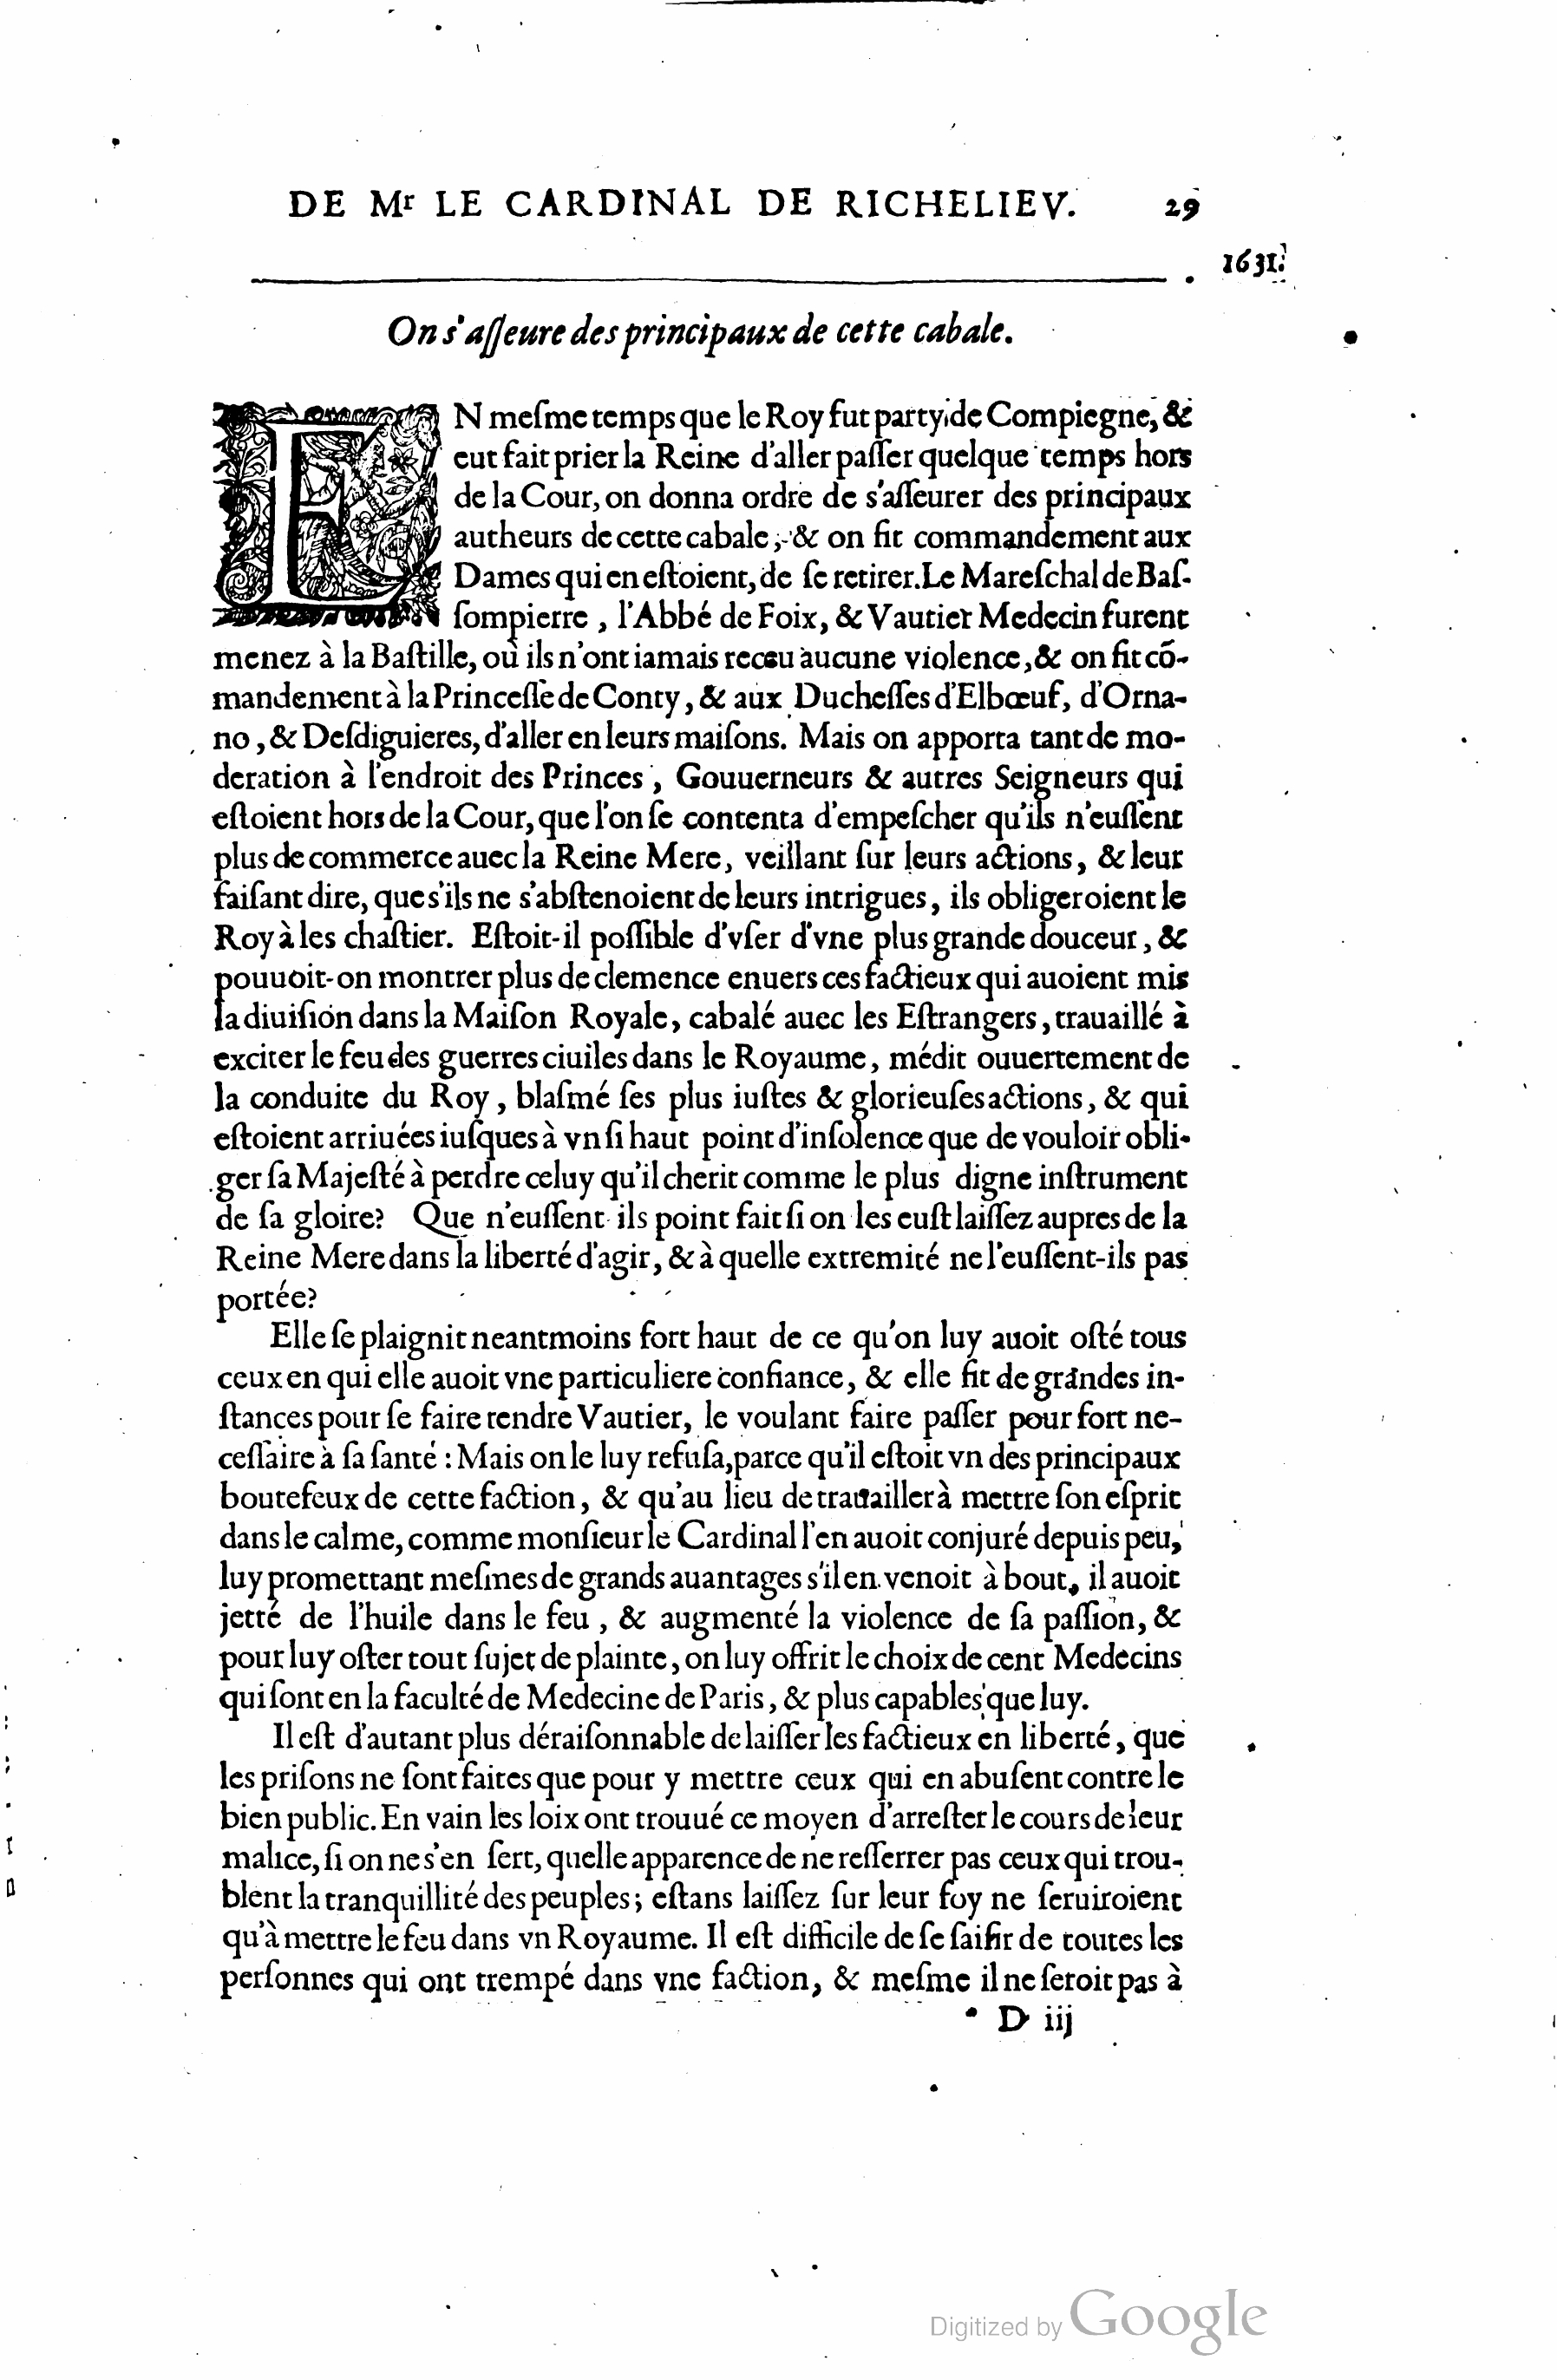 DE Mr LE CARDINAL DE RICHELIEV. 29
1631.
On s'aſſeure des principaux de cette cabale.
EN meſme temps que le Roy fut party de Compiegne, &
eut fait prier la Reine d'aller paſſer quelque temps hors
de la Cour, on donna ordre de s'aſſeurer des principaux
autheurs de cette cabale, & on fit commandement aux
Dames qui en eſtoient, de ſe retirer. Le Mareſchal de Baſ-
ſompierre, l'Abbé de Foix, & Vautier Medecin furent
menez à la Baſtille, où ils n'ont iamais receu aucune violence, & on fit cõ-
mandement à la Princeſſe de Conty, & aux Ducheſſes d'Elbœuf, d'Orna-
no, & Deſdiguieres, d'aller en leurs maiſons. Mais on apporta tant de mo-
deration à l'endroit des Princes, Gouuerneurs & autres Seigneurs qui
eſtoient hors de la Cour, que l'on ſe contenta d'empeſcher qu'ils n'euſſent
plus de commerce auec la Reine Mere, veillant ſur leurs actions, & leur
faiſant dire, que s'ils ne s'abſtenoient de leurs intrigues, ils obligeroient le
Roy à les chaſtier. Eſtoit-il poſſible d'vſer d'vne plus grande douceur, &
pouuoit-on montrer plus de clemence enuers ces factieux qui auoient mis
la diuiſion dans la Maiſon Royale, cabalé auec les Eſtrangers, trauaillé à
exciter le feu des guerres ciuiles dans le Royaume, médit ouuertement de
la conduite du Roy, blaſmé ſes plus iuſtes & glorieuſes actions, & qui
eſtoient arriuées iuſques à vn ſi haut point d'inſolence que de vouloir obli-
ger ſa Majeſté à perdre celuy qu'il cherit comme le plus digne inſtrument
de ſa gloire? Que n'euſſent ils point fait ſi on les euſt laiſſez aupres de la
Reine Mere dans la liberté d'agir, & à quelle extremité ne l'euſſent-ils pas
portée?
Elle ſe plaignit neantmoins fort haut de ce qu'on luy auoit oſté tous
ceux en qui elle auoit vne particuliere confiance, & elle fit de grandes in-
ſtances pour ſe faire rendre Vautier, le voulant faire paſſer pour fort ne-
ceſſaire à ſa ſanté : Mais on le luy refuſa, parce qu'il eſtoit vn des principaux
boutefeux de cette faction, & qu'au lieu de trauailler à mettre ſon eſprit
dans le calme, comme monſieur le Cardinal l'en auoit conjuré depuis peu,
luy promettant meſmes de grands auantages s'il en venoit à bout, il auoit
jetté de l'huile dans le feu, & augmenté la violence de ſa paſſion, &
pour luy oſter tout ſujet de plainte, on luy offrit le choix de cent Medecins
qui ſont en la faculté de Medecine de Paris, & plus capables que luy.
Il eſt d'autant plus déraiſonnable de laiſſer les factieux en liberté, que
les priſons ne ſont faites que pour y mettre ceux qui en abuſent contre le
bien public. En vain les loix ont trouué ce moyen d'arreſter le cours de leur
malice, ſi on ne s'en ſert, quelle apparence de ne reſſerrer pas ceux qui trou-
blent la tranquillité des peuples; eſtans laiſſez ſur leur foy ne ſeruiroient
qu'à mettre le feu dans vn Royaume. Il eſt difficile de ſe ſaiſir de toutes les
perſonnes qui ont trempé dans vne faction, & meſme il ne ſeroit pas à
D iij
Digitized by Google